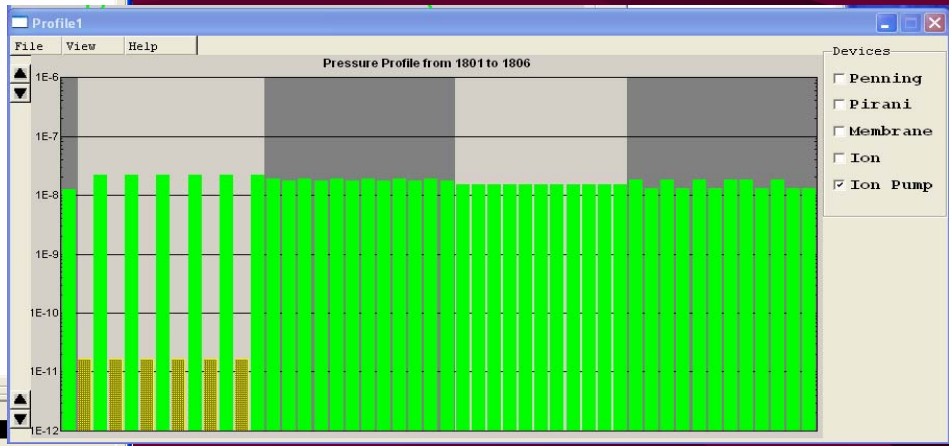 Profile1
File View Help
Pressure Profile from 1801 to 1806
1E-6
1E-7
1E-8
1E-9
1E-10
1E-11
1E-12
Devices
Penning
Pirani
Membrane
Ion
Ion Pump